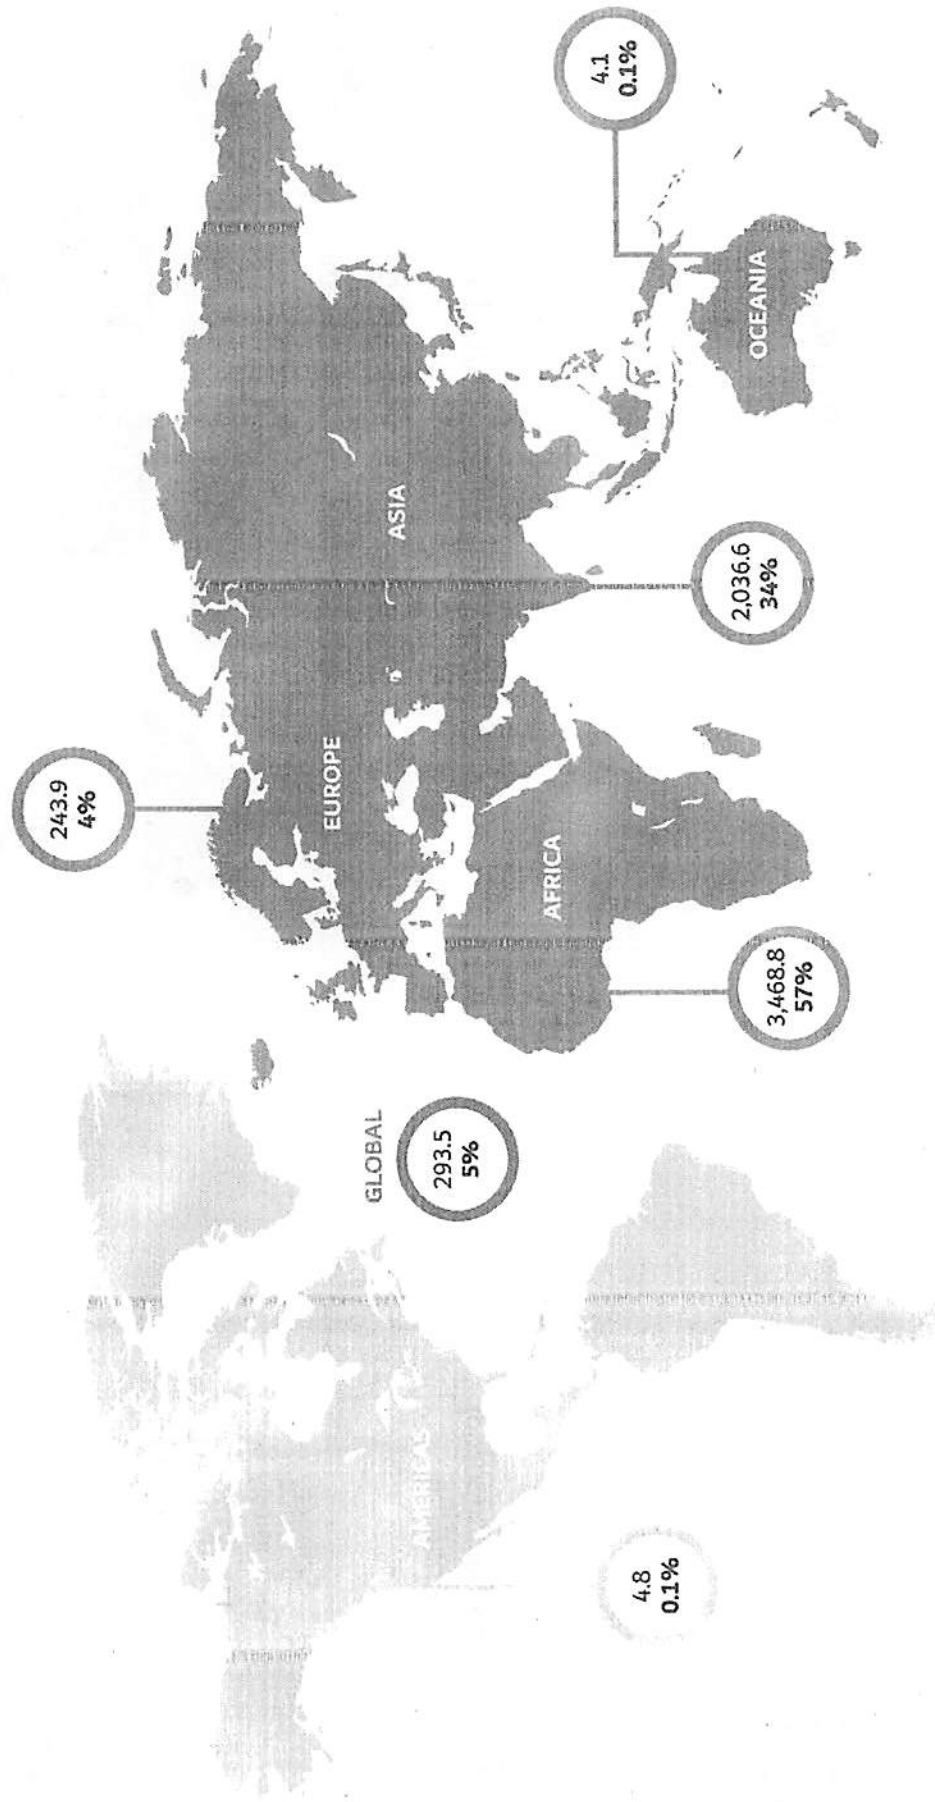 243.9
4%
EUROPE
ASIA
4.1
0.1%
GLOBAL
293.5
5%
AMERICAS
AFRICA
OCEANIA
4.8
0.1%
3,468.8
57%
2,036.6
34%